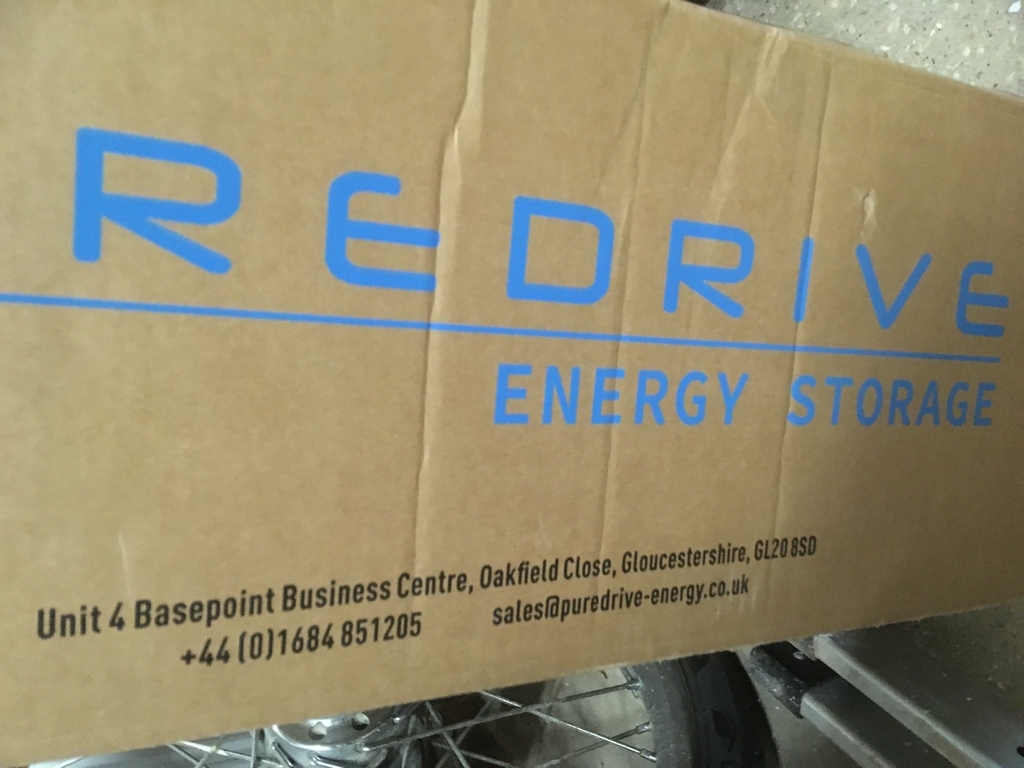 REDRIVE
ENERGY STORAGE
Unit 4 Basepoint Business Centre, Oakfield Close, Gloucestershire, GL20 8SD
+44 (0)1684 851205 sales@puredrive-energy.co.uk